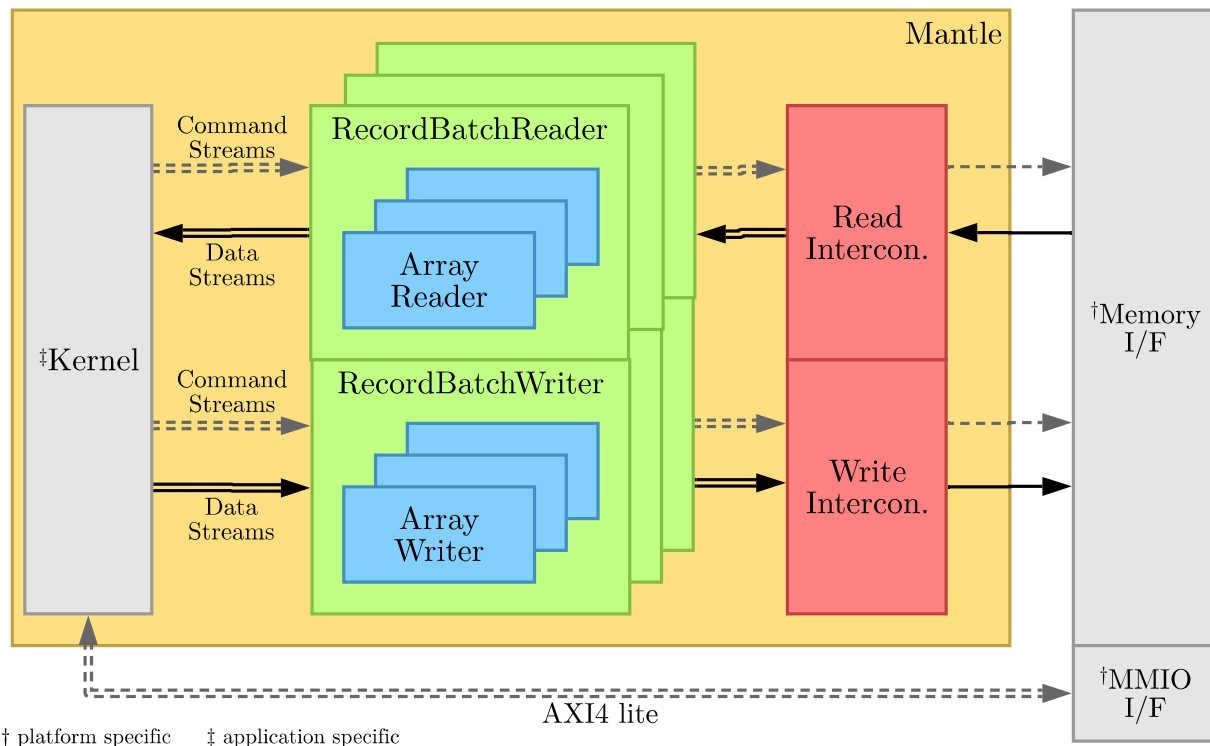 Mantle
Command
Streams
RecordBatchReader
Data
Streams
Array
Reader
Read
Intercon.
†Memory
I/F
‡Kernel
Command
Streams
RecordBatchWriter
Data
Streams
Array
Writer
Write
Intercon.
†MMIO
I/F
AXI4 lite
† platform specific ‡ application specific